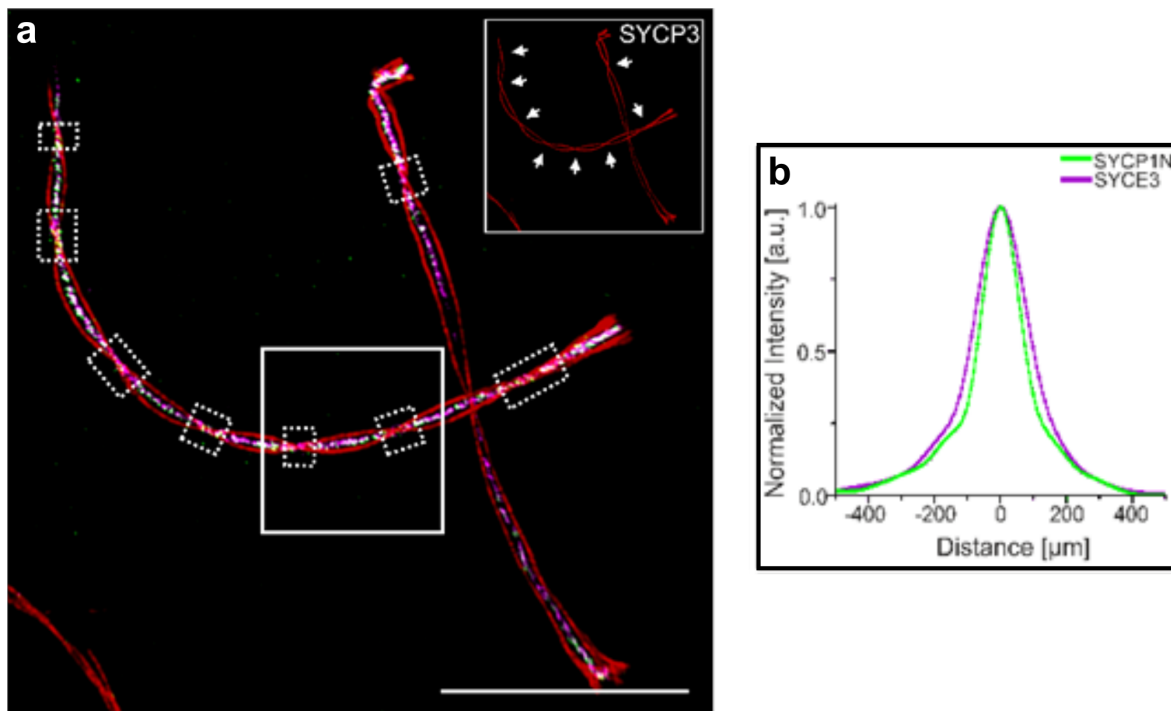 a
SYCP3
b
SYCP1N
SYCE3
Normalized Intensity [a.u.]
1.0
0.5
0.0
-400 -200 0 200 400
Distance [µm]